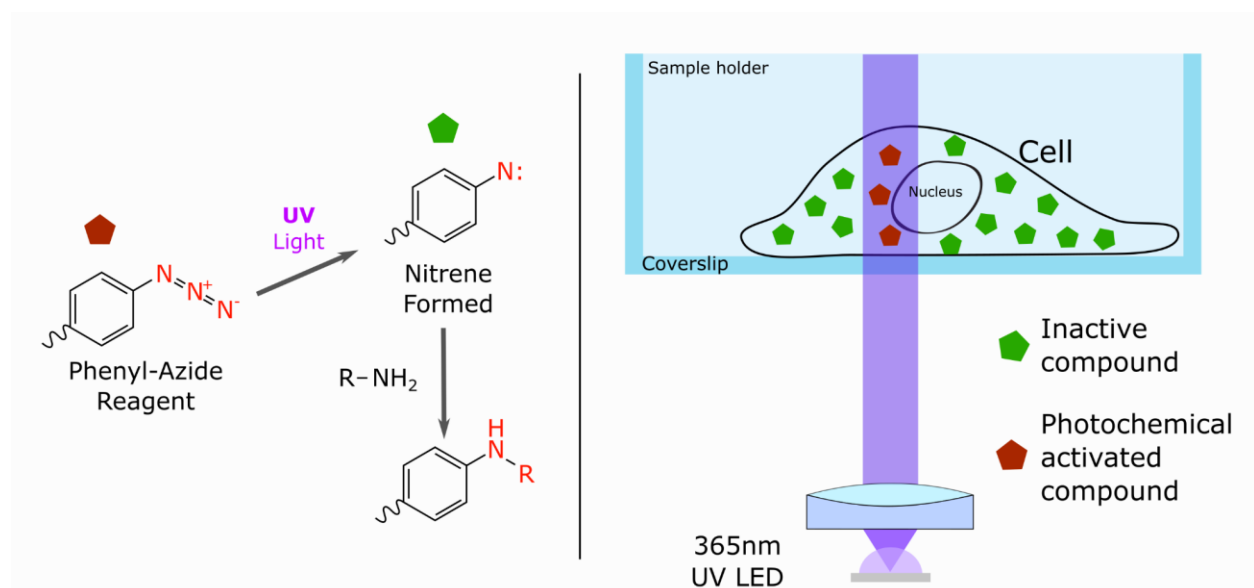 N=N+=N-
Phenyl-Azide
Reagent
UV
Light
N:
Nitrene
Formed
R-NH₂
H
N
R
Sample holder
Cell
Nucleus
Coverslip
Inactive
compound
Photochemical
activated
compound
365nm
UV LED